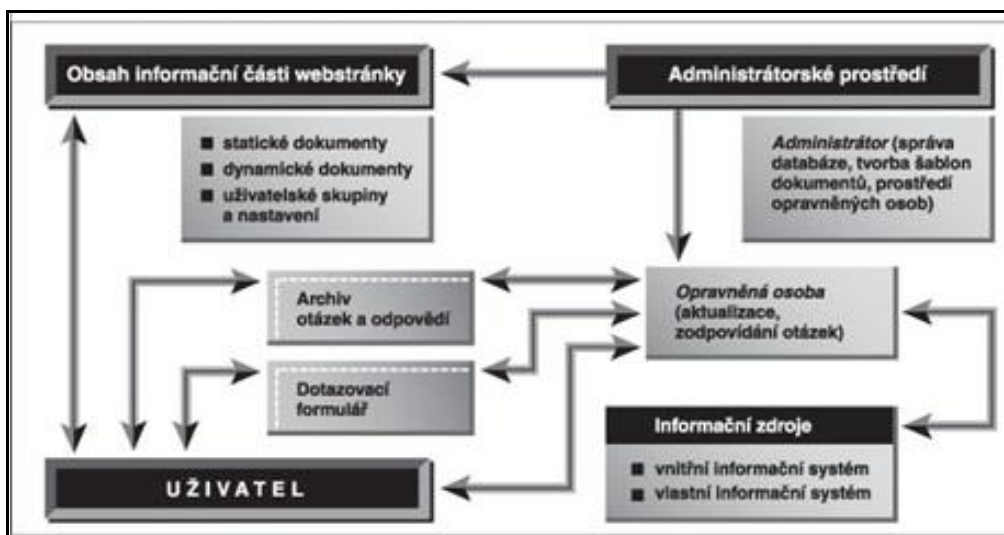 Obsah informační části webstránky
Administrátorské prostředí
■ statické dokumenty
■ dynamické dokumenty
■ uživatelské skupiny
a nastavení
Administrátor (správa
databáze, tvorba šablon
dokumentů, prostředí
opravněných osob)
Archiv
otázek a odpovědí
Opravněná osoba
(aktualizace,
zodpovídání otázek)
Dotazovací
formulář
Informační zdroje
■ vnitřní informační systém
■ vlastní informační systém
UŽIVATEL